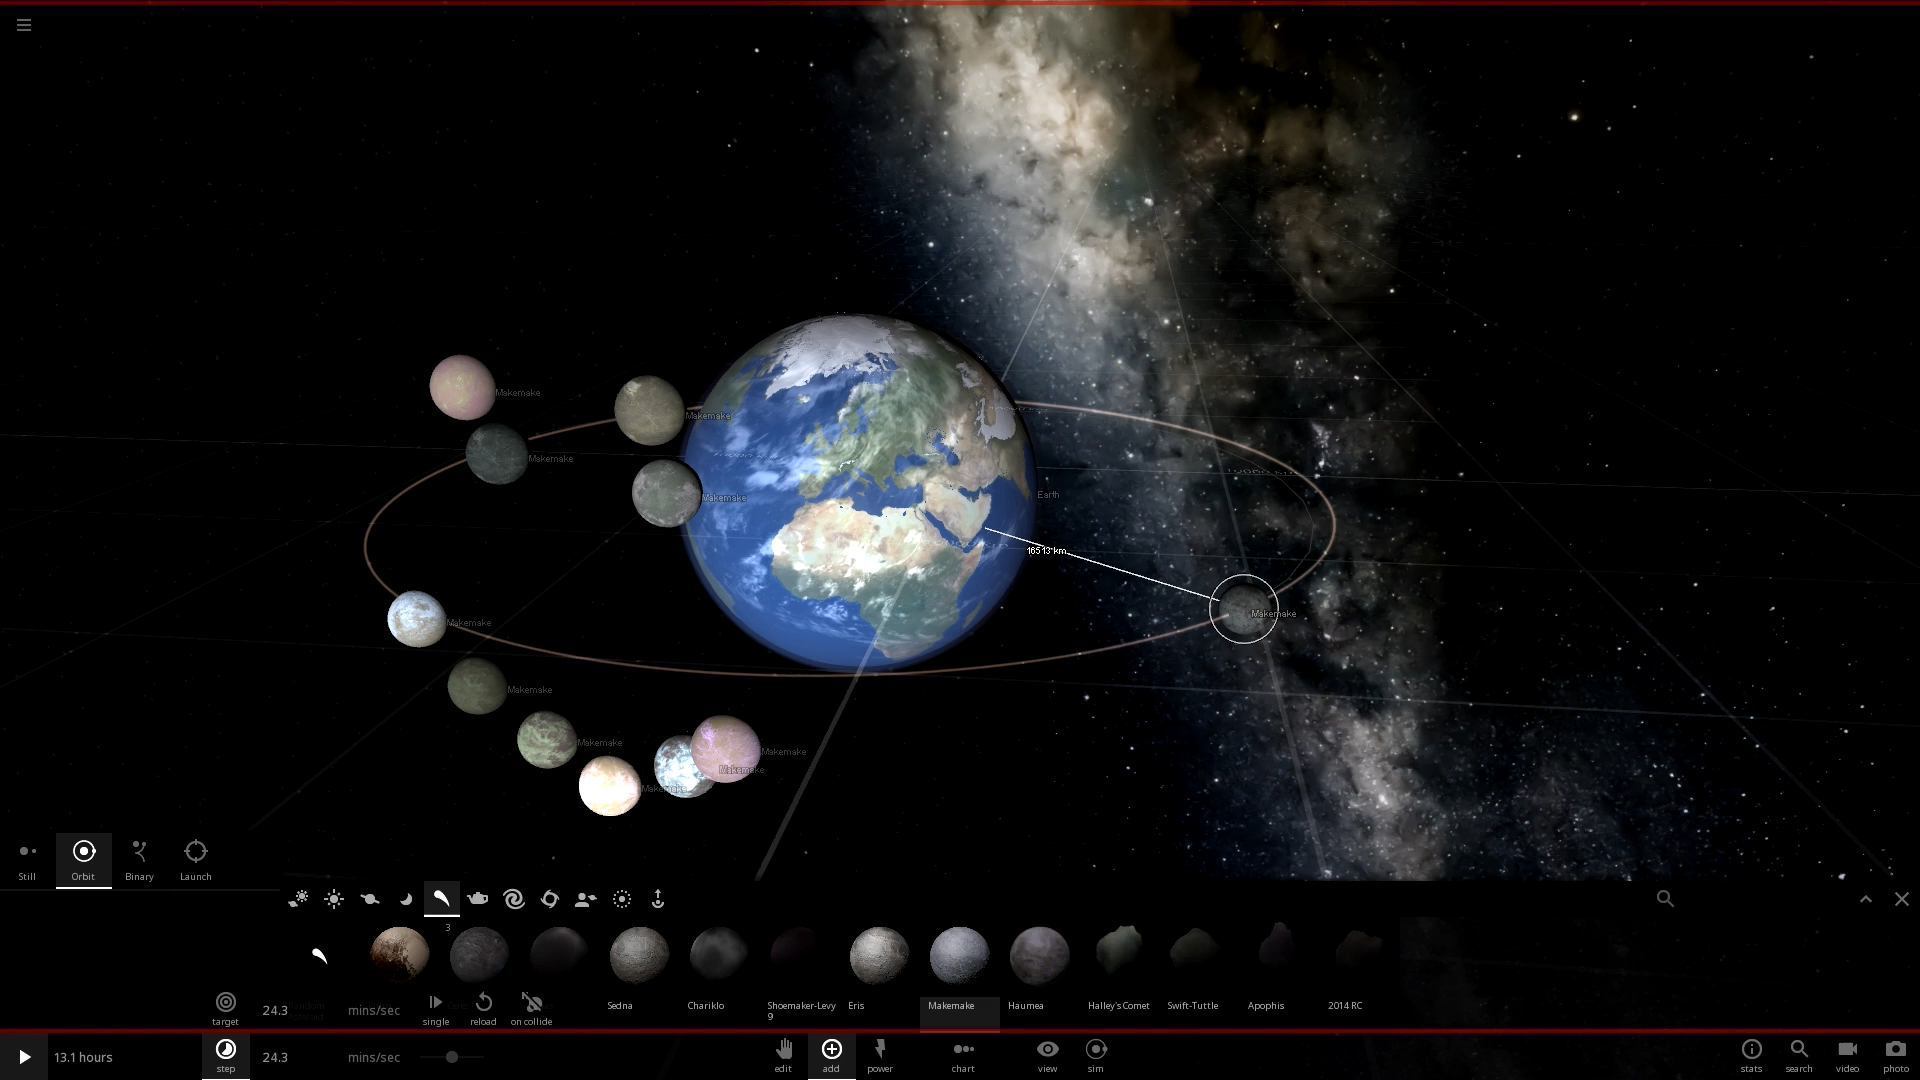 Makemake
Makemake
Makemake
Makemake
Makemake
Earth
16513 km
Makemake
Makemake
Makemake
Makemake
Makemake
Makemake
Makemake
Still
Orbit
Binary
Launch
3
Sedna
Chariklo
Shoemaker-Levy
9
Eris
Makemake
Haumea
Halley's Comet
Swift-Tuttle
Apophis
2014 RC
target
24.3
mins/sec
single
reload
on collide
13.1 hours
step
24.3
mins/sec
edit
add
power
chart
view
sim
stats
search
video
photo